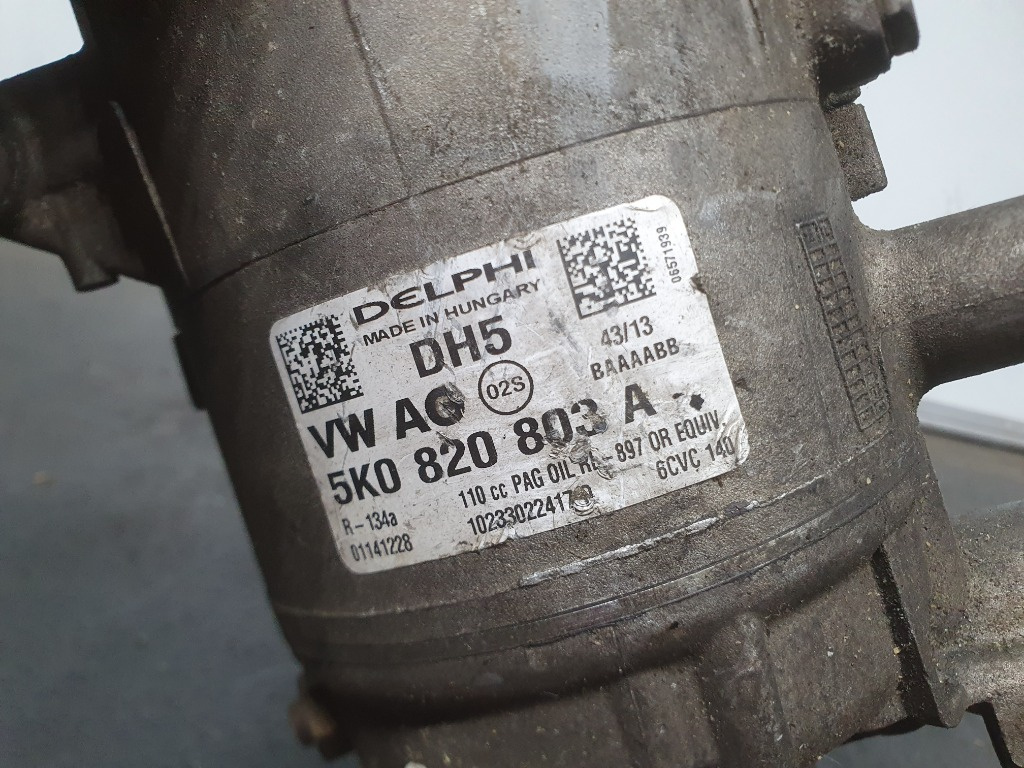 DELPHI
06571939
MADE IN HUNGARY
DH5
43/13
BAAAABB
VW AG 02S
5K0 820 803 A
110 cc PAG OIL - 897 OR EQUIV.
R-134a
6CVC 140
01141228